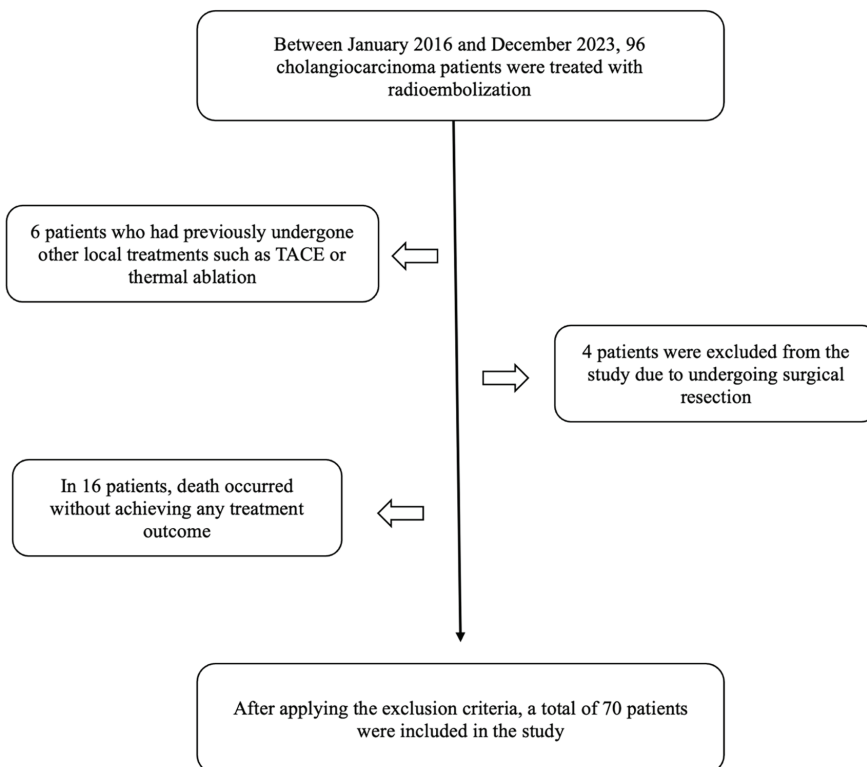 Between January 2016 and December 2023, 96
cholangiocarcinoma patients were treated with
radioembolization
6 patients who had previously undergone
other local treatments such as TACE or
thermal ablation
4 patients were excluded from the
study due to undergoing surgical
resection
In 16 patients, death occurred
without achieving any treatment
outcome
After applying the exclusion criteria, a total of 70 patients
were included in the study